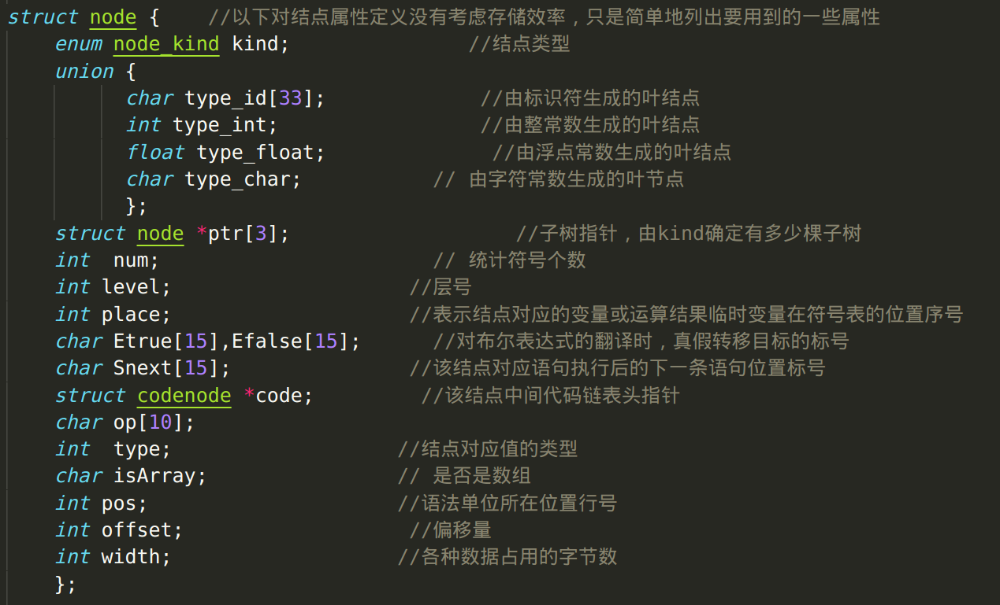 struct node {    //以下对结点属性定义没有考虑存储效率，只是简单地列出要用到的一些属性
    enum node_kind kind;               //结点类型
    union {
          char type_id[33];             //由标识符生成的叶结点
          int type_int;                 //由整常数生成的叶结点
          float type_float;              //由浮点常数生成的叶结点
          char type_char;           // 由字符常数生成的叶节点
          };
    struct node *ptr[3];                   //子树指针，由kind确定有多少棵子树
    int  num;                       // 统计符号个数
    int level;                    //层号
    int place;                    //表示结点对应的变量或运算结果临时变量在符号表的位置序号
    char Etrue[15],Efalse[15];      //对布尔表达式的翻译时，真假转移目标的标号
    char Snext[15];               //该结点对应语句执行后的下一条语句位置标号
    struct codenode *code;         //该结点中间代码链表头指针
    char op[10];
    int  type;                   //结点对应值的类型
    char isArray;                // 是否是数组
    int pos;                     //语法单位所在位置行号
    int offset;                   //偏移量
    int width;                   //各种数据占用的字节数
    };